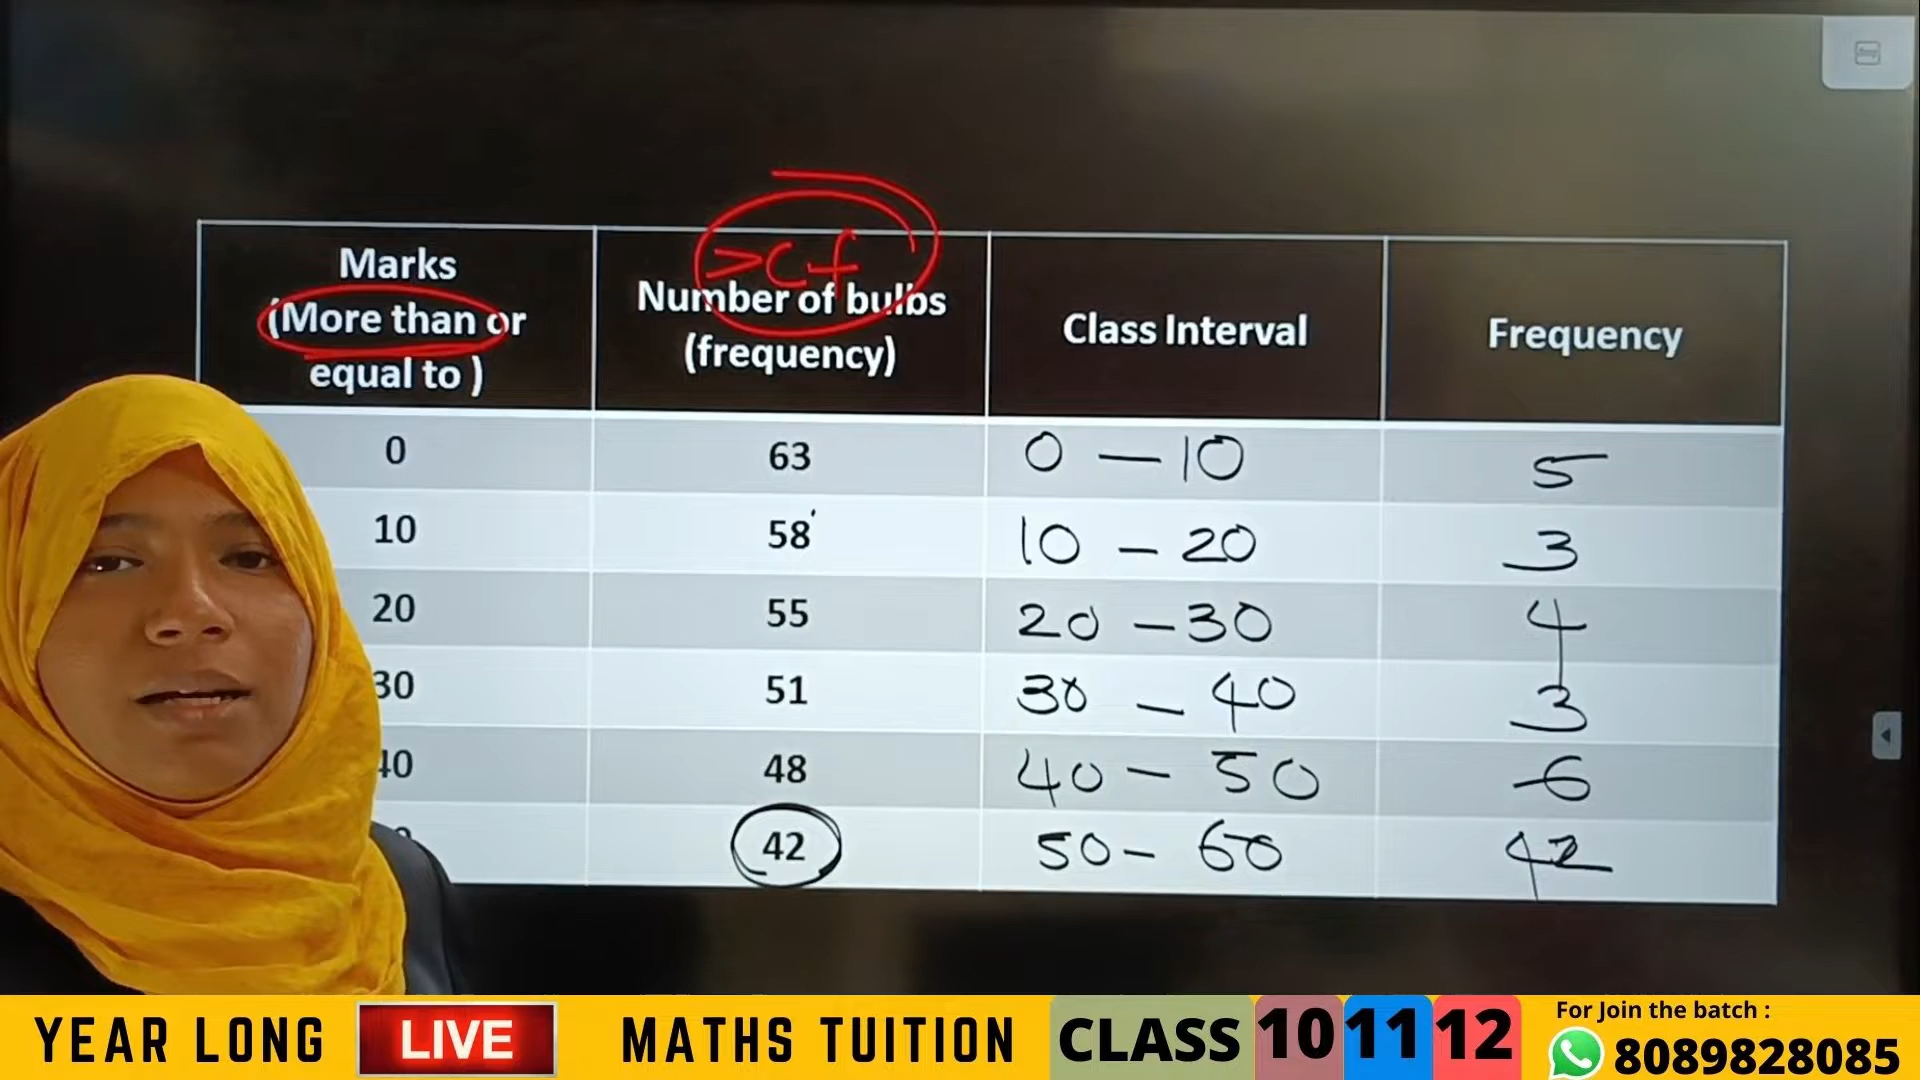 >cf
Marks
(More than or
equal to )
Number of bulbs
(frequency)
Class Interval
Frequency
0 63 0 – 10 5
10 58 10 – 20 3
20 55 20 – 30 4
30 51 30 – 40 3
40 48 40 – 50 6
42 50 – 60 42
YEAR LONG LIVE MATHS TUITION CLASS 10 11 12
For Join the batch :
8089828085